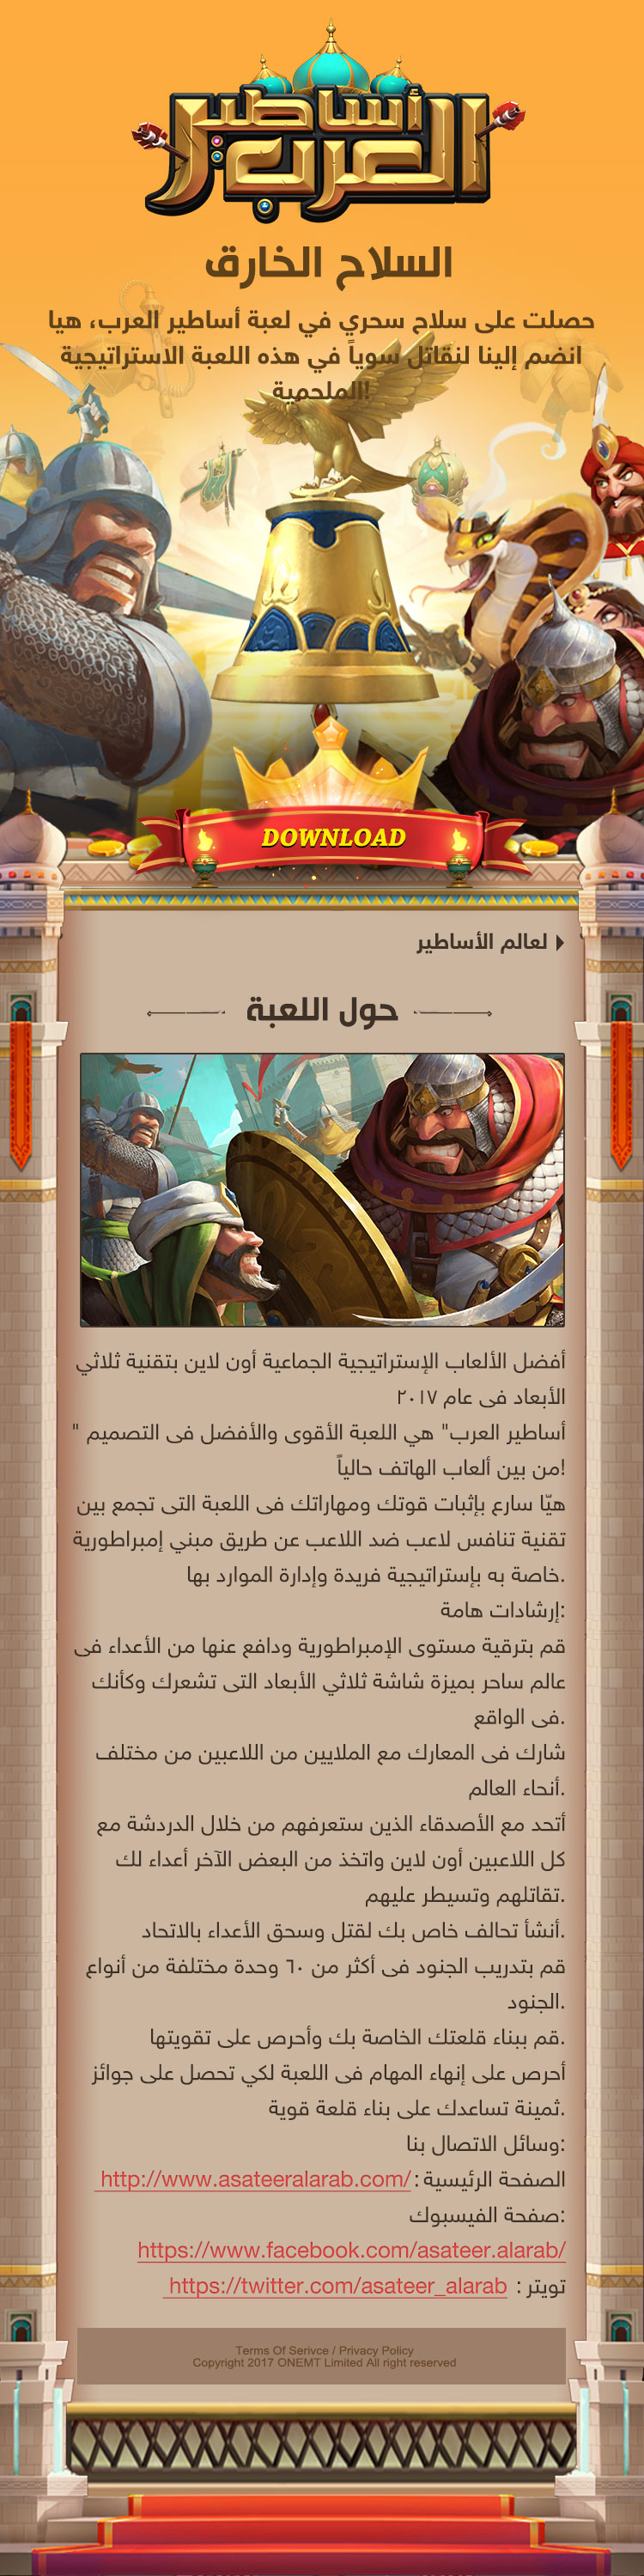 أساطير
العرب
السلاح الخارق
حصلت على سلاح سحري في لعبة أساطير العرب، هيا
انضم إلينا لنقاتل سوياً في هذه اللعبة الاستراتيجية
الملحمية!
DOWNLOAD
لعالم الأساطير
حول اللعبة
أفضل الألعاب الإستراتيجية الجماعية أون لاين بتقنية ثلاثي
الأبعاد فى عام ٢٠١٧
أساطير العرب" هي اللعبة الأقوى والأفضل فى التصميم "
من بين ألعاب الهاتف حالياً!
هيّا سارع بإثبات قوتك ومهاراتك فى اللعبة التى تجمع بين
تقنية تنافس لاعب ضد اللاعب عن طريق مبني إمبراطورية
خاصة به بإستراتيجية فريدة وإدارة الموارد بها.
إرشادات هامة:
قم بترقية مستوى الإمبراطورية ودافع عنها من الأعداء فى
عالم ساحر بميزة شاشة ثلاثي الأبعاد التى تشعرك وكأنك
فى الواقع.
شارك فى المعارك مع الملايين من اللاعبين من مختلف
أنحاء العالم.
أتحد مع الأصدقاء الذين ستعرفهم من خلال الدردشة مع
كل اللاعبين أون لاين واتخذ من البعض الآخر أعداء لك
تقاتلهم وتسيطر عليهم.
أنشأ تحالف خاص بك لقتل وسحق الأعداء بالاتحاد.
قم بتدريب الجنود فى أكثر من ٦٠ وحدة مختلفة من أنواع
الجنود.
قم ببناء قلعتك الخاصة بك وأحرص على تقويتها.
أحرص على إنهاء المهام فى اللعبة لكي تحصل على جوائز
ثمينة تساعدك على بناء قلعة قوية.
وسائل الاتصال بنا:
الصفحة الرئيسية: http://www.asateeralarab.com/
صفحة الفيسبوك:
https://www.facebook.com/asateer.alarab/
تويتر: https://twitter.com/asateer_alarab
Terms Of Serivce / Privacy Policy
Copyright 2017 ONEMT Limited All right reserved